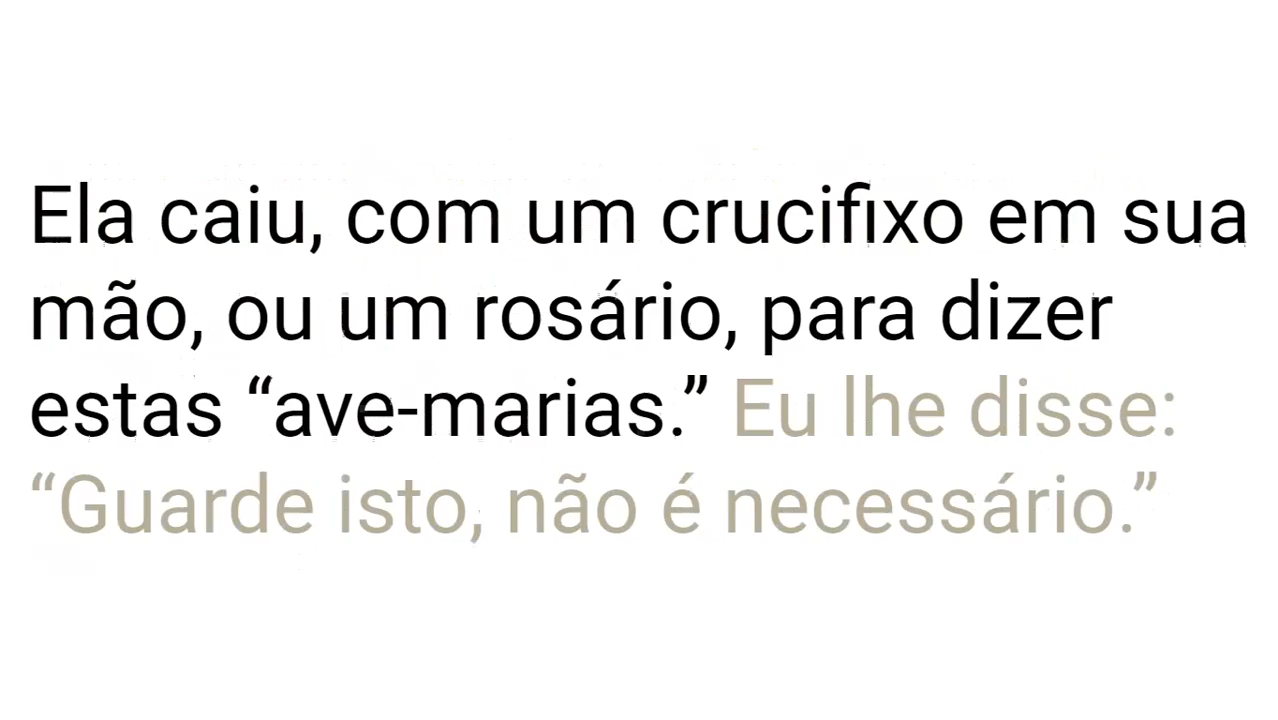 Ela caiu, com um crucifixo em sua
mão, ou um rosário, para dizer
estas “ave-marias.” Eu lhe disse:
“Guarde isto, não é necessário.”